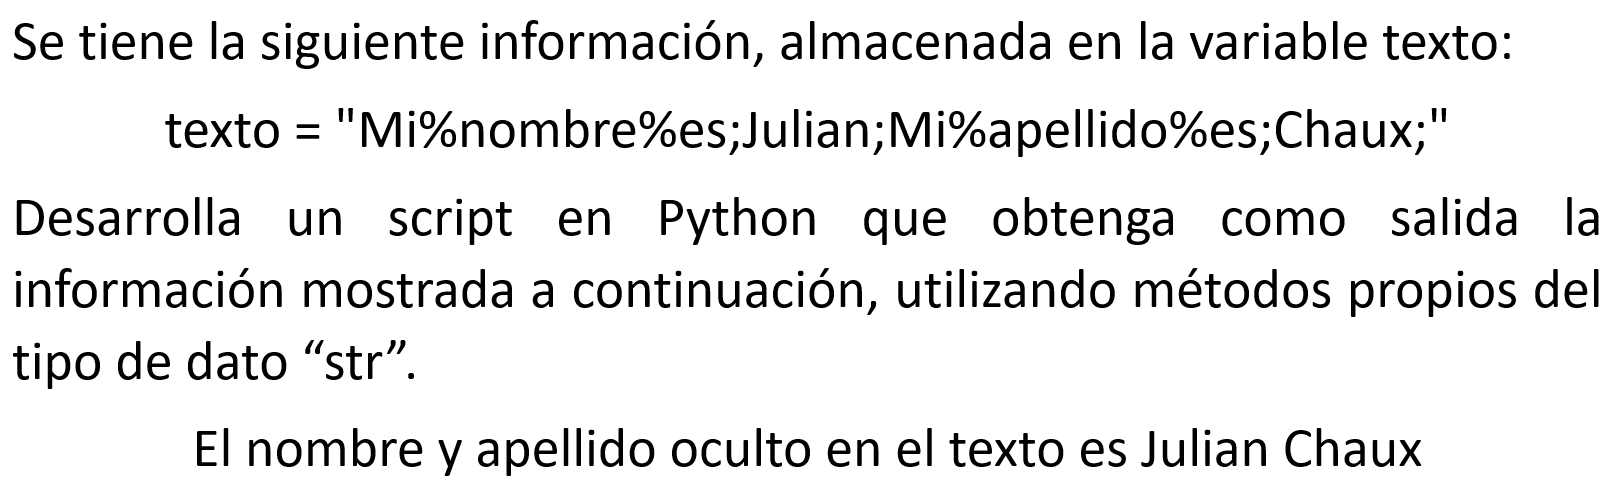 Se tiene la siguiente información, almacenada en la variable texto:
texto = "Mi%nombre%es;Julian;Mi%apellido%es;Chaux;"
Desarrolla un script en Python que obtenga como salida la
información mostrada a continuación, utilizando métodos propios del
tipo de dato “str”.
El nombre y apellido oculto en el texto es Julian Chaux